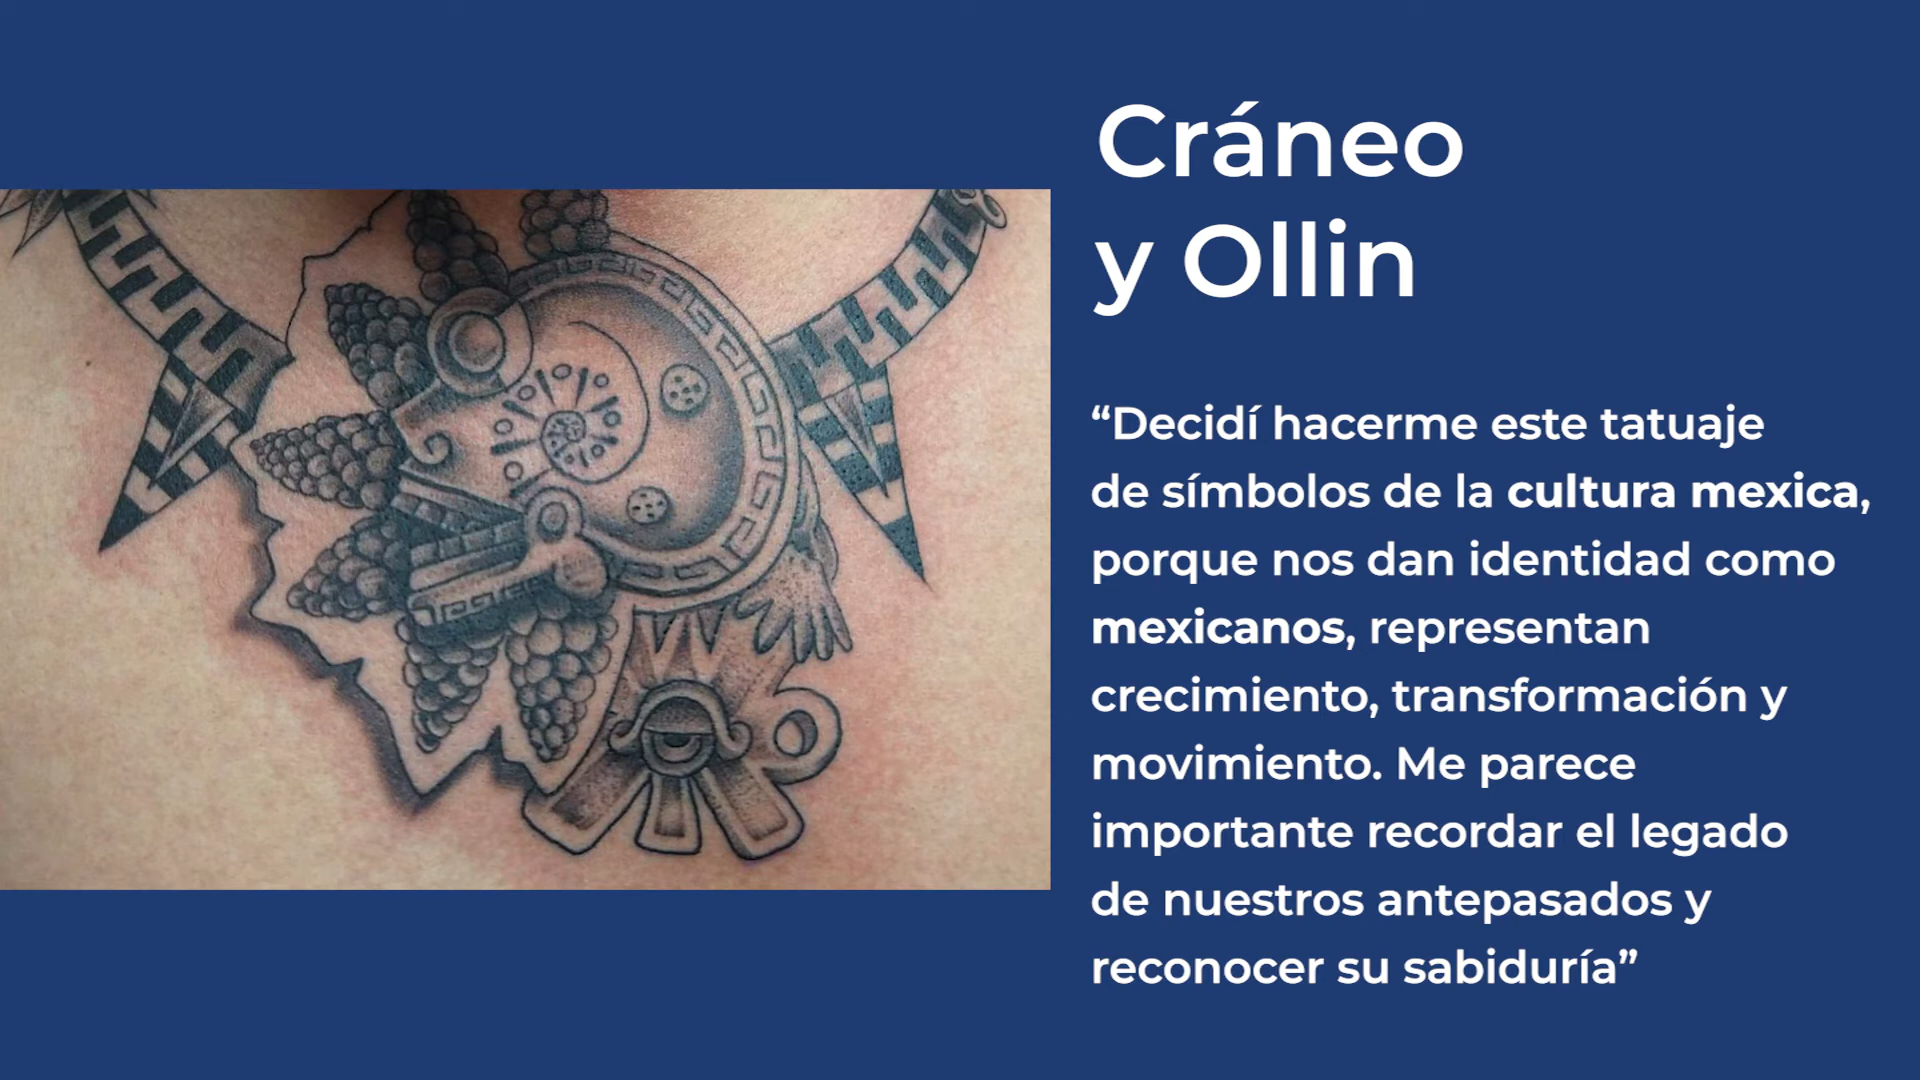 Cráneo
y Ollin
“Decidí hacerme este tatuaje
de símbolos de la cultura mexica,
porque nos dan identidad como
mexicanos, representan
crecimiento, transformación y
movimiento. Me parece
importante recordar el legado
de nuestros antepasados y
reconocer su sabiduría”